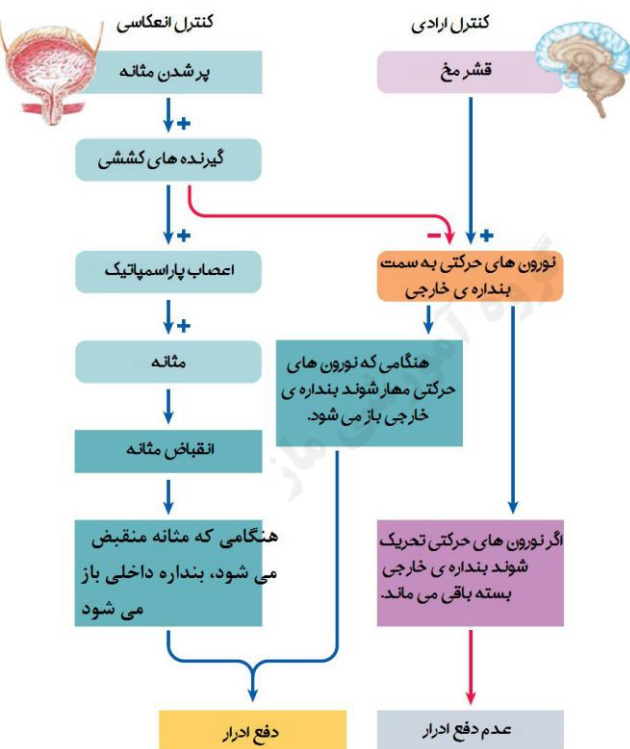 کنترل ارادی
کنترل انعکاسی
قشر مخ
پر شدن مثانه
+
گیرنده های کششی
+
-
+
نورون های حرکتی به سمت
بنداره ی خارجی
اعصاب پاراسمپاتیک
+
هنگامی که نورون های
حرکتی مهار شوند بنداره ی
خارجی باز می شود.
مثانه
انقباض مثانه
هنگامی که مثانه منقبض
می شود، بنداره داخلی باز
می شود
اگر نورون های حرکتی تحریک
شوند بنداره ی خارجی
بسته باقی می ماند.
دفع ادرار
عدم دفع ادرار
گروه آموزشی ماز